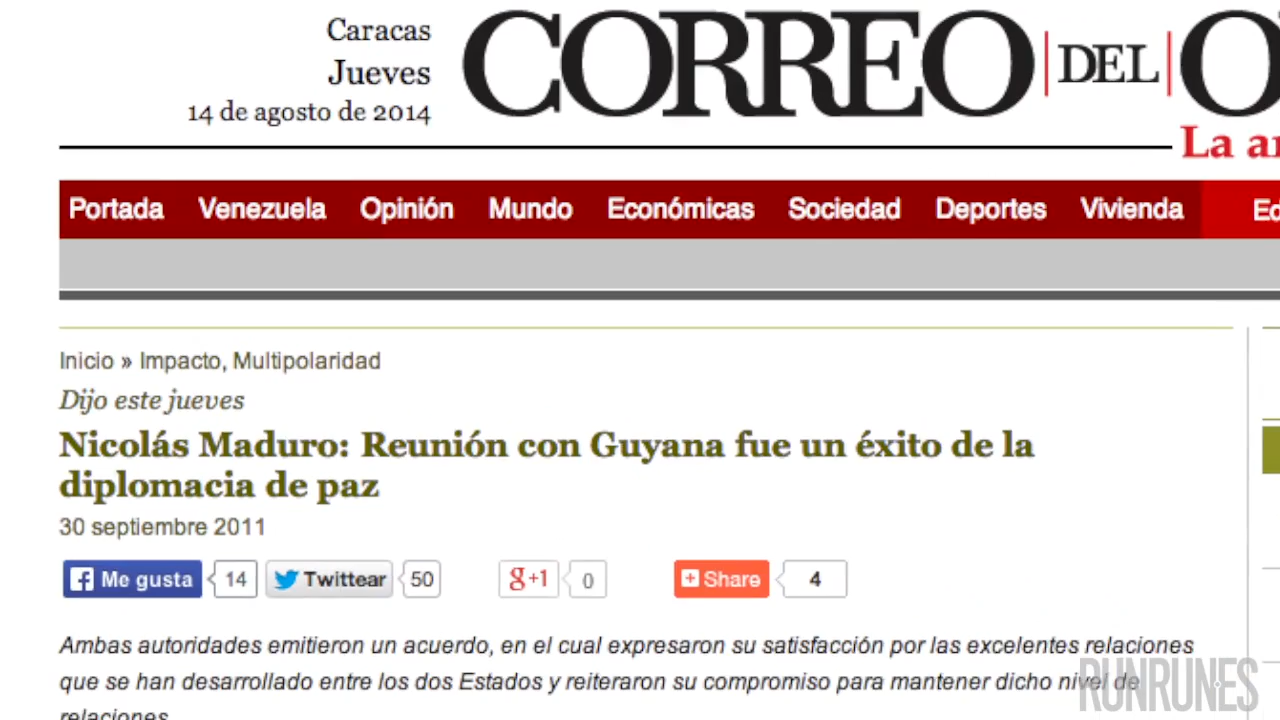 Caracas
Jueves
14 de agosto de 2014
CORREO DEL O
La a
Portada Venezuela Opinión Mundo Económicas Sociedad Deportes Vivienda Ed
Inicio » Impacto, Multipolaridad
Dijo este jueves
Nicolás Maduro: Reunión con Guyana fue un éxito de la
diplomacia de paz
30 septiembre 2011
Me gusta 14 Twittear 50 g+1 0 Share 4
Ambas autoridades emitieron un acuerdo, en el cual expresaron su satisfacción por las excelentes relaciones
que se han desarrollado entre los dos Estados y reiteraron su compromiso para mantener dicho nivel de
relaciones
RUNRUNES